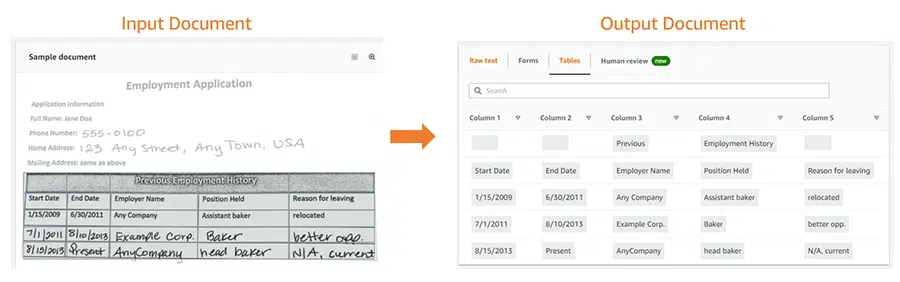 Input Document
Output Document
Sample document
Employment Application
Application Information
Full Name: Jane Doe
Phone Number: 555-0100
Home Address: 123 Any Street, Any Town, USA
Mailing Address: same as above
Previous Employment History
Start Date End Date Employer Name Position Held Reason for leaving
1/15/2009 6/30/2011 Any Company Assistant baker relocated
7/1/2011 8/10/2013 Example Corp. Baker better opp.
8/15/2013 Present AnyCompany head baker N/A, current
Raw text Forms Tables Human review new
Search
Column 1 Column 2 Column 3 Column 4 Column 5
Previous Employment History
Start Date End Date Employer Name Position Held Reason for leaving
1/15/2009 6/30/2011 Any Company Assistant baker relocated
7/1/2011 8/10/2013 Example Corp. Baker better opp.
8/15/2013 Present AnyCompany head baker N/A, current